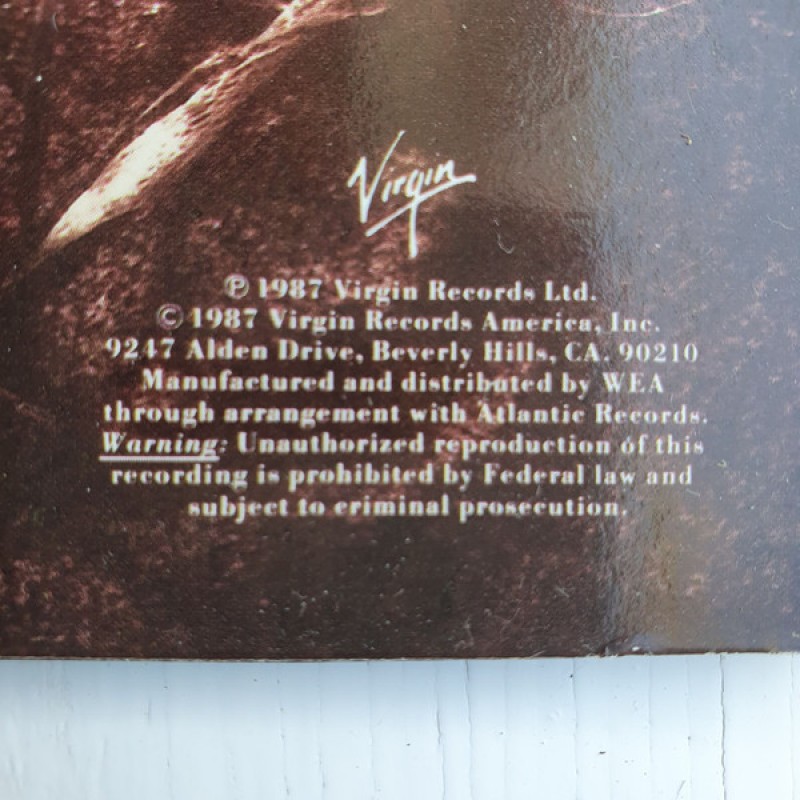 Virgin
℗ 1987 Virgin Records Ltd.
© 1987 Virgin Records America, Inc.
9247 Alden Drive, Beverly Hills, CA. 90210
Manufactured and distributed by WEA
through arrangement with Atlantic Records.
Warning: Unauthorized reproduction of this
recording is prohibited by Federal law and
subject to criminal prosecution.